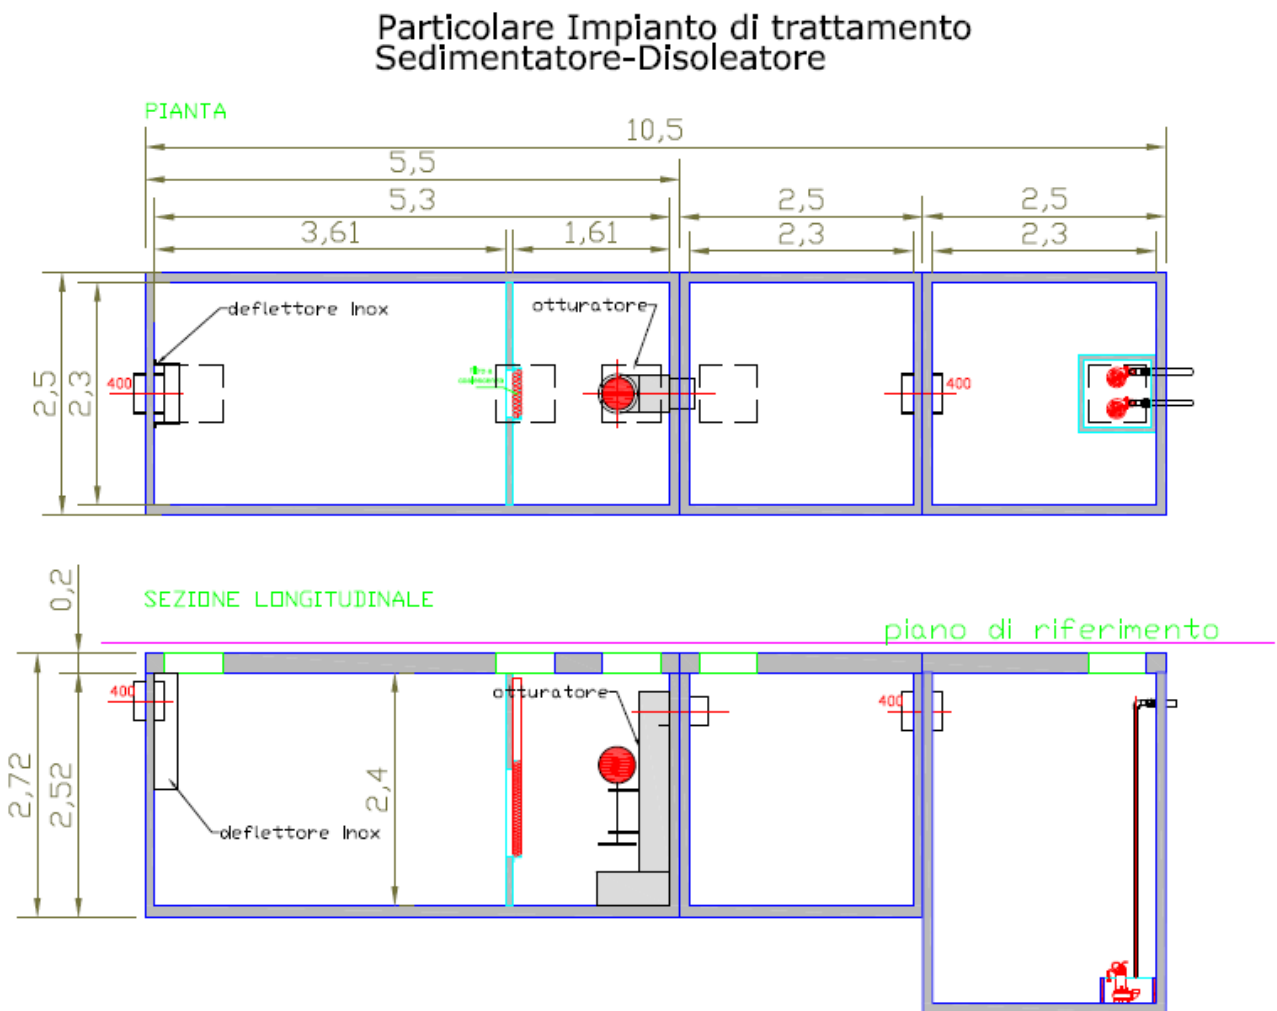 Particolare Impianto di trattamento
Sedimentatore-Disoleatore
PIANTA
10,5
5,5
5,3
2,5
2,5
3,61
1,61
2,3
2,3
deflettore Inox
otturatore
400
400
2,5
2,3
0,2
SEZIONE LONGITUDINALE
piano di riferimento
400
otturatore
400
2,72
2,52
2,4
deflettore Inox